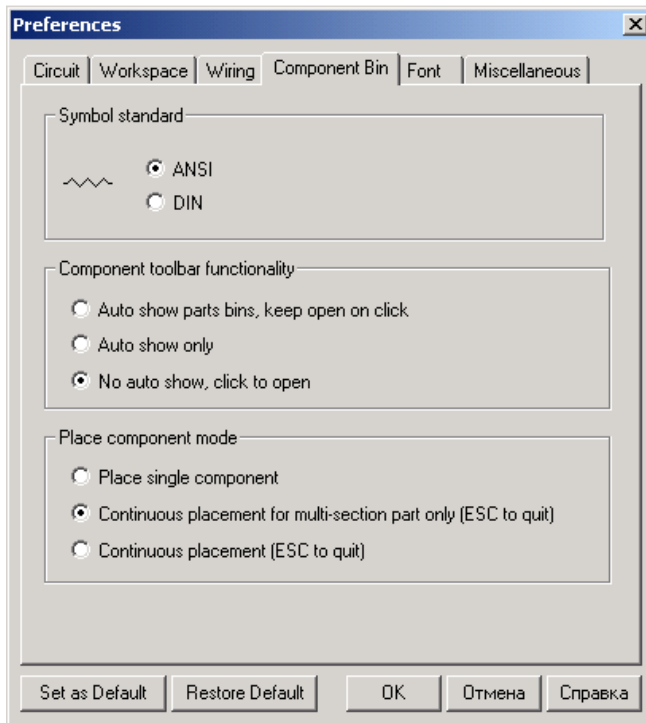 Preferences
Circuit Workspace Wiring Component Bin Font Miscellaneous
Symbol standard
ANSI
DIN
Component toolbar functionality
Auto show parts bins, keep open on click
Auto show only
No auto show, click to open
Place component mode
Place single component
Continuous placement for multi-section part only (ESC to quit)
Continuous placement (ESC to quit)
Set as Default Restore Default OK Отмена Справка